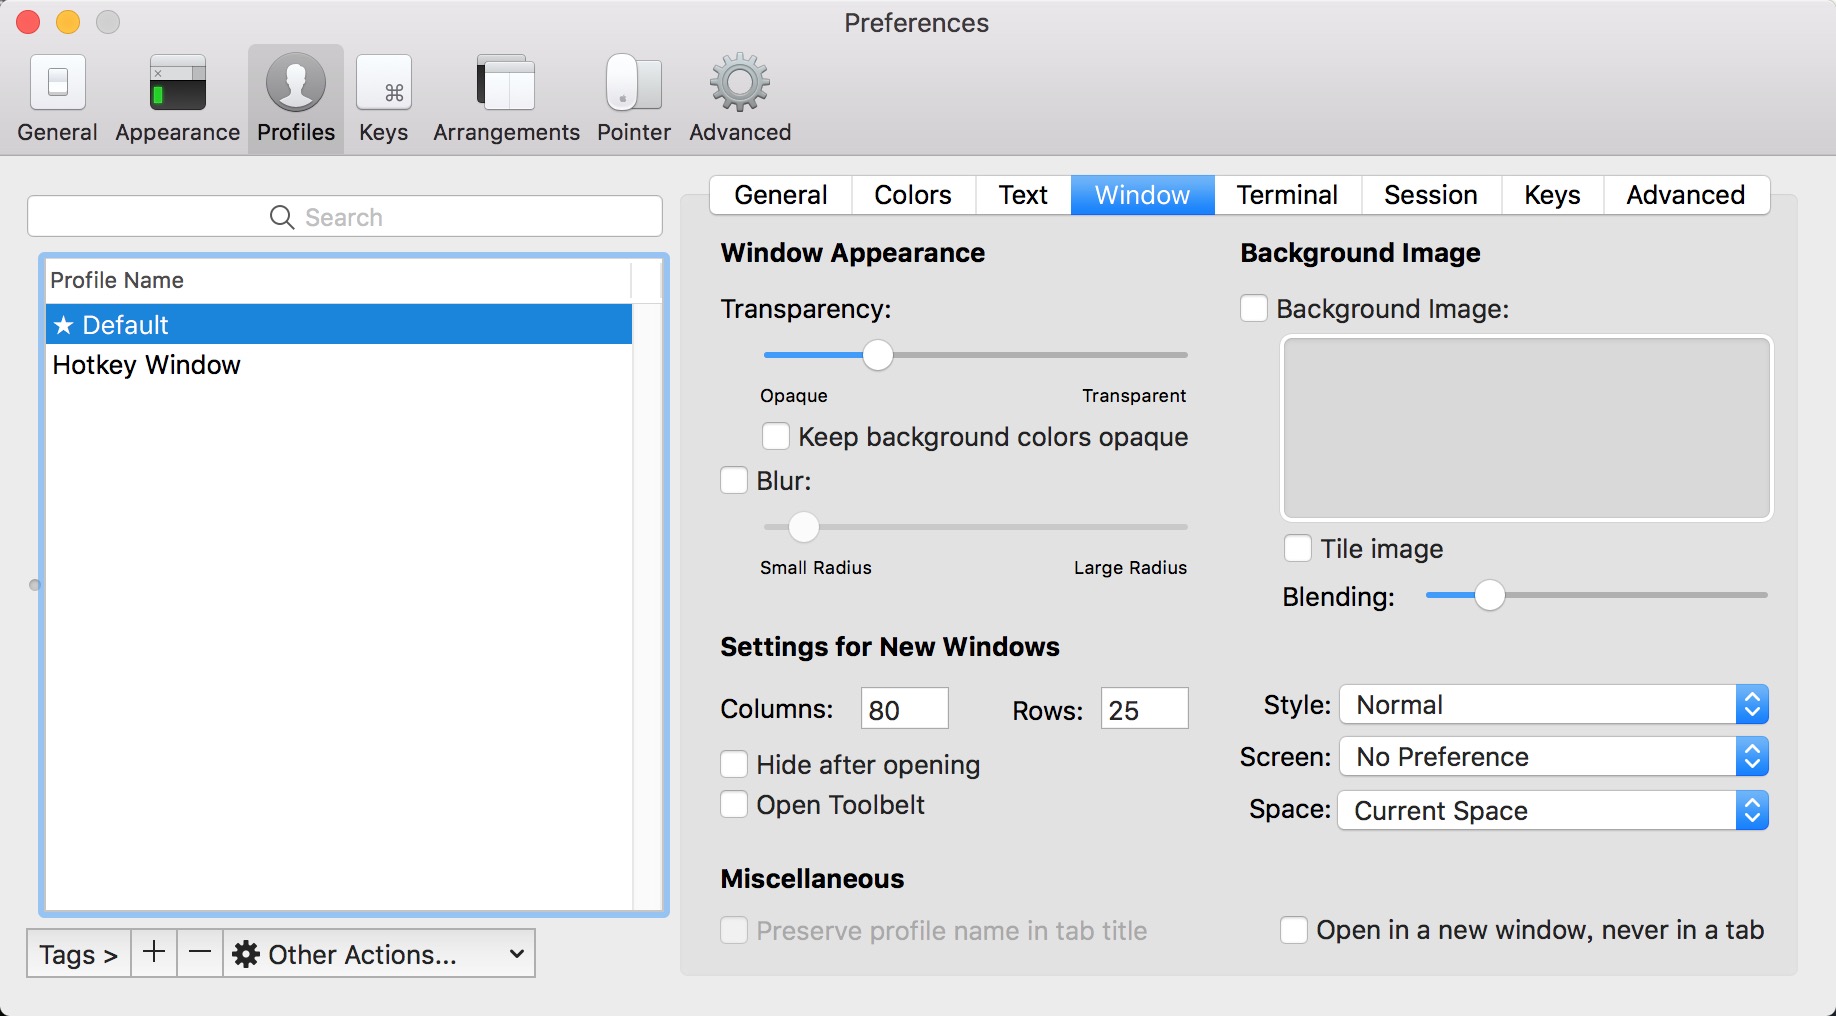 Preferences
General Appearance Profiles Keys Arrangements Pointer Advanced
Search
Profile Name
★ Default
Hotkey Window
Tags > + − Other Actions...
General Colors Text Window Terminal Session Keys Advanced
Window Appearance
Transparency:
Opaque Transparent
Keep background colors opaque
Blur:
Small Radius Large Radius
Background Image
Background Image:
Tile image
Blending:
Settings for New Windows
Columns: 80 Rows: 25
Hide after opening
Open Toolbelt
Style: Normal
Screen: No Preference
Space: Current Space
Miscellaneous
Preserve profile name in tab title
Open in a new window, never in a tab